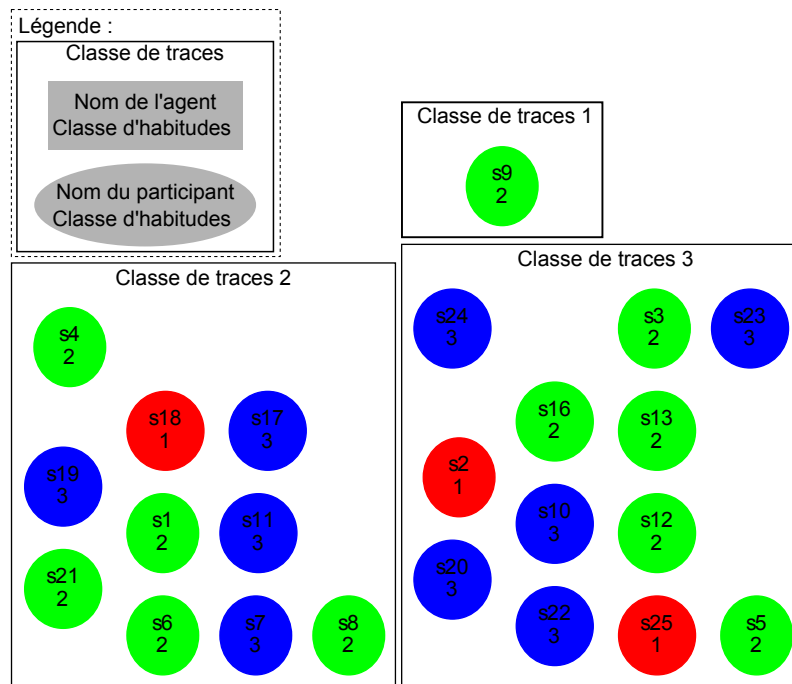 Légende :
Classe de traces
Nom de l'agent
Classe d'habitudes
Nom du participant
Classe d'habitudes
Classe de traces 1
s9
2
Classe de traces 2
s4
2
s18
1
s17
3
s19
3
s1
2
s11
3
s21
2
s6
2
s7
3
s8
2
Classe de traces 3
s24
3
s3
2
s23
3
s16
2
s13
2
s2
1
s10
3
s12
2
s20
3
s22
3
s25
1
s5
2